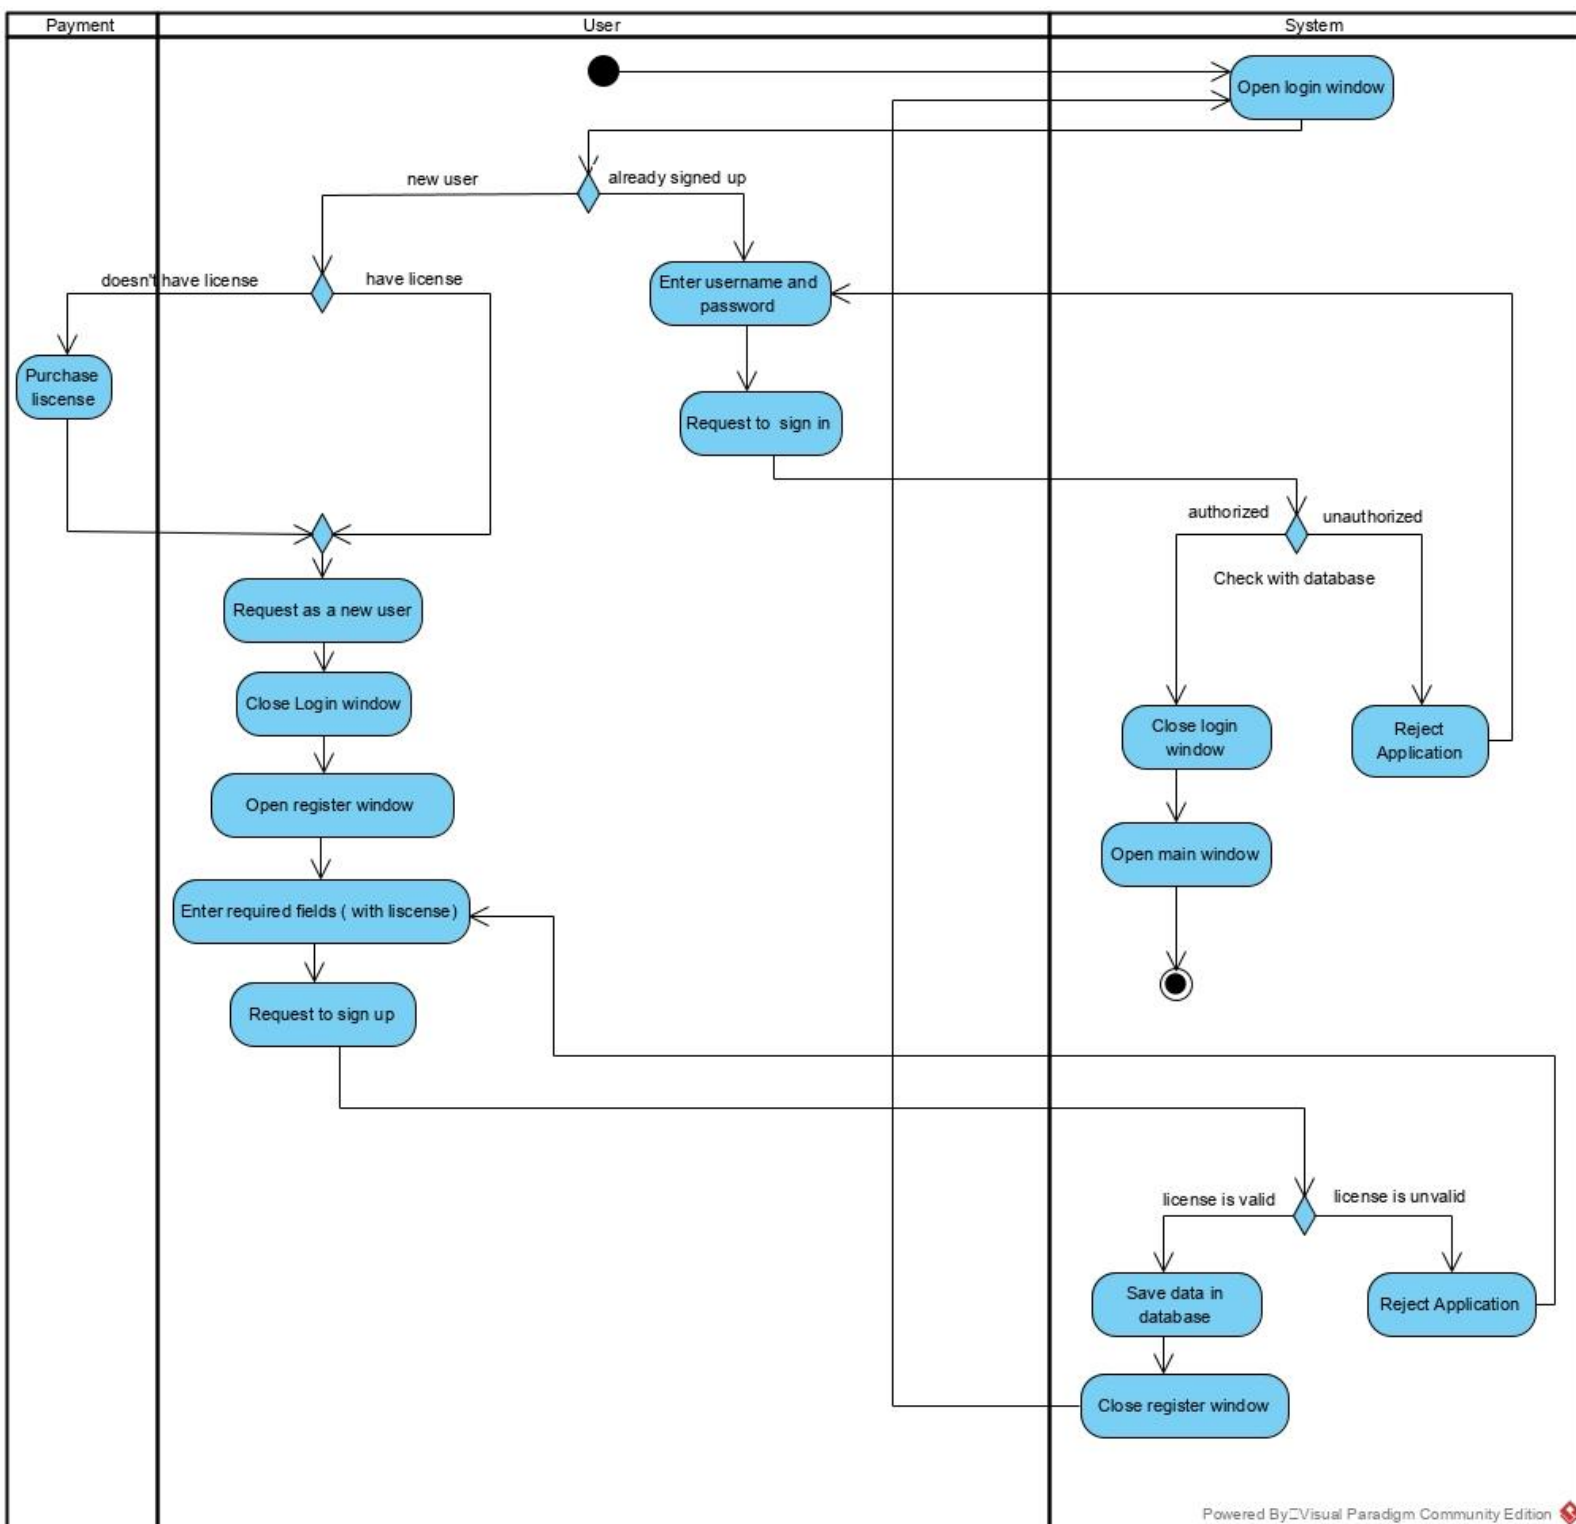 Payment
User
System
Open login window
new user
already signed up
doesn't have license
have license
Enter username and
password
Purchase
liscense
Request to sign in
authorized
unauthorized
Check with database
Request as a new user
Close Login window
Close login
window
Reject
Application
Open register window
Open main window
Enter required fields ( with liscense)
Request to sign up
license is valid
license is unvalid
Save data in
database
Reject Application
Close register window
Powered By Visual Paradigm Community Edition